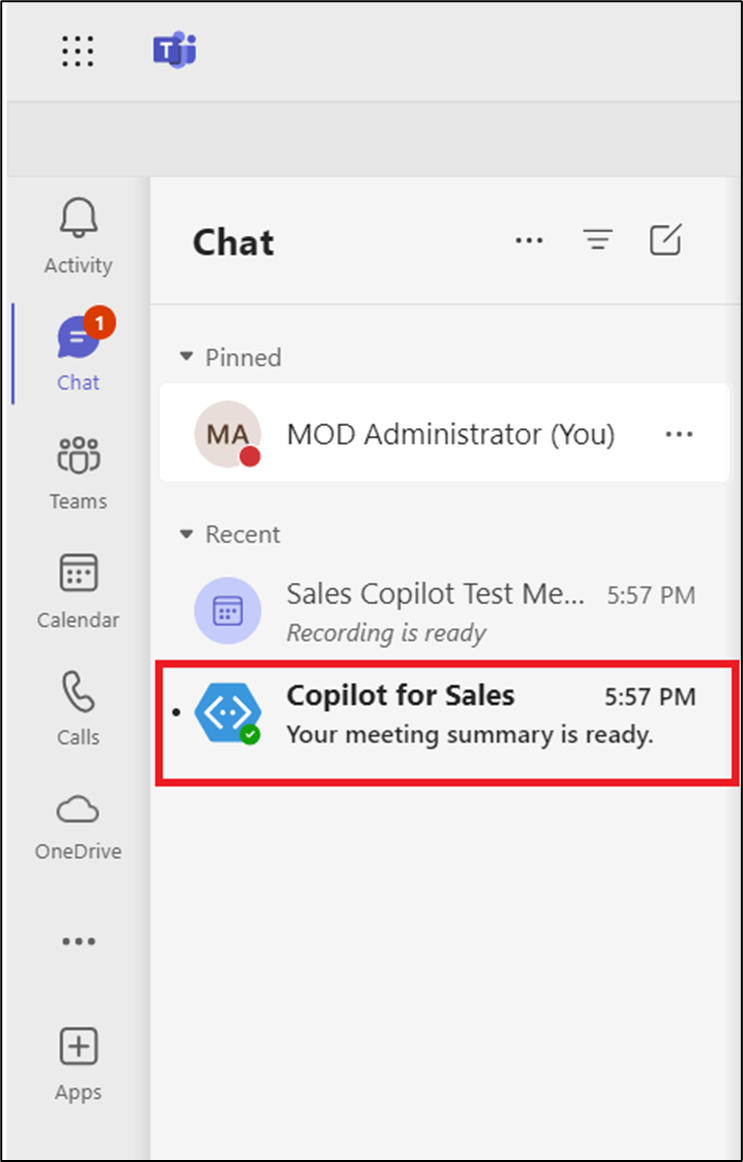 T
Activity
1
Chat
Teams
Calendar
Calls
OneDrive
Apps
Chat
Pinned
MA MOD Administrator (You)
Recent
Sales Copilot Test Me... 5:57 PM
Recording is ready
Copilot for Sales 5:57 PM
Your meeting summary is ready.